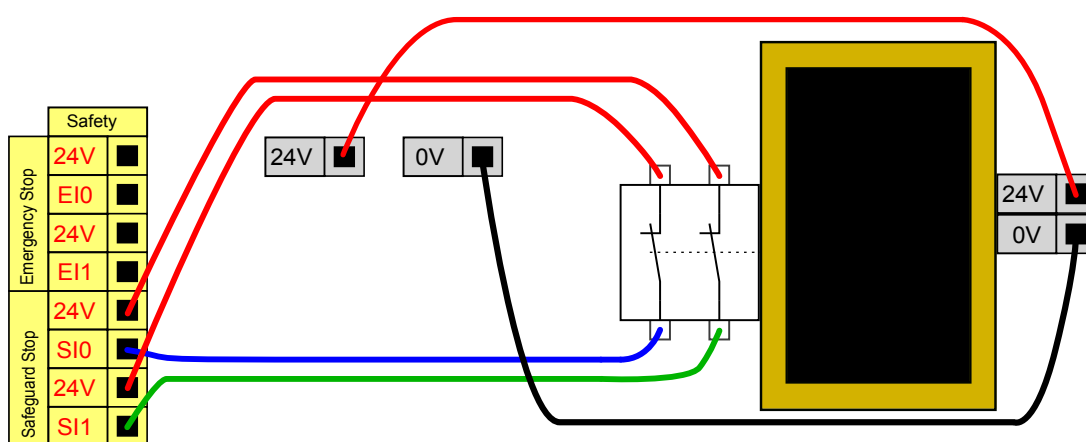 Safety
Emergency Stop
24V
EI0
24V
EI1
Safeguard Stop
24V
SI0
24V
SI1
24V
0V
24V
0V